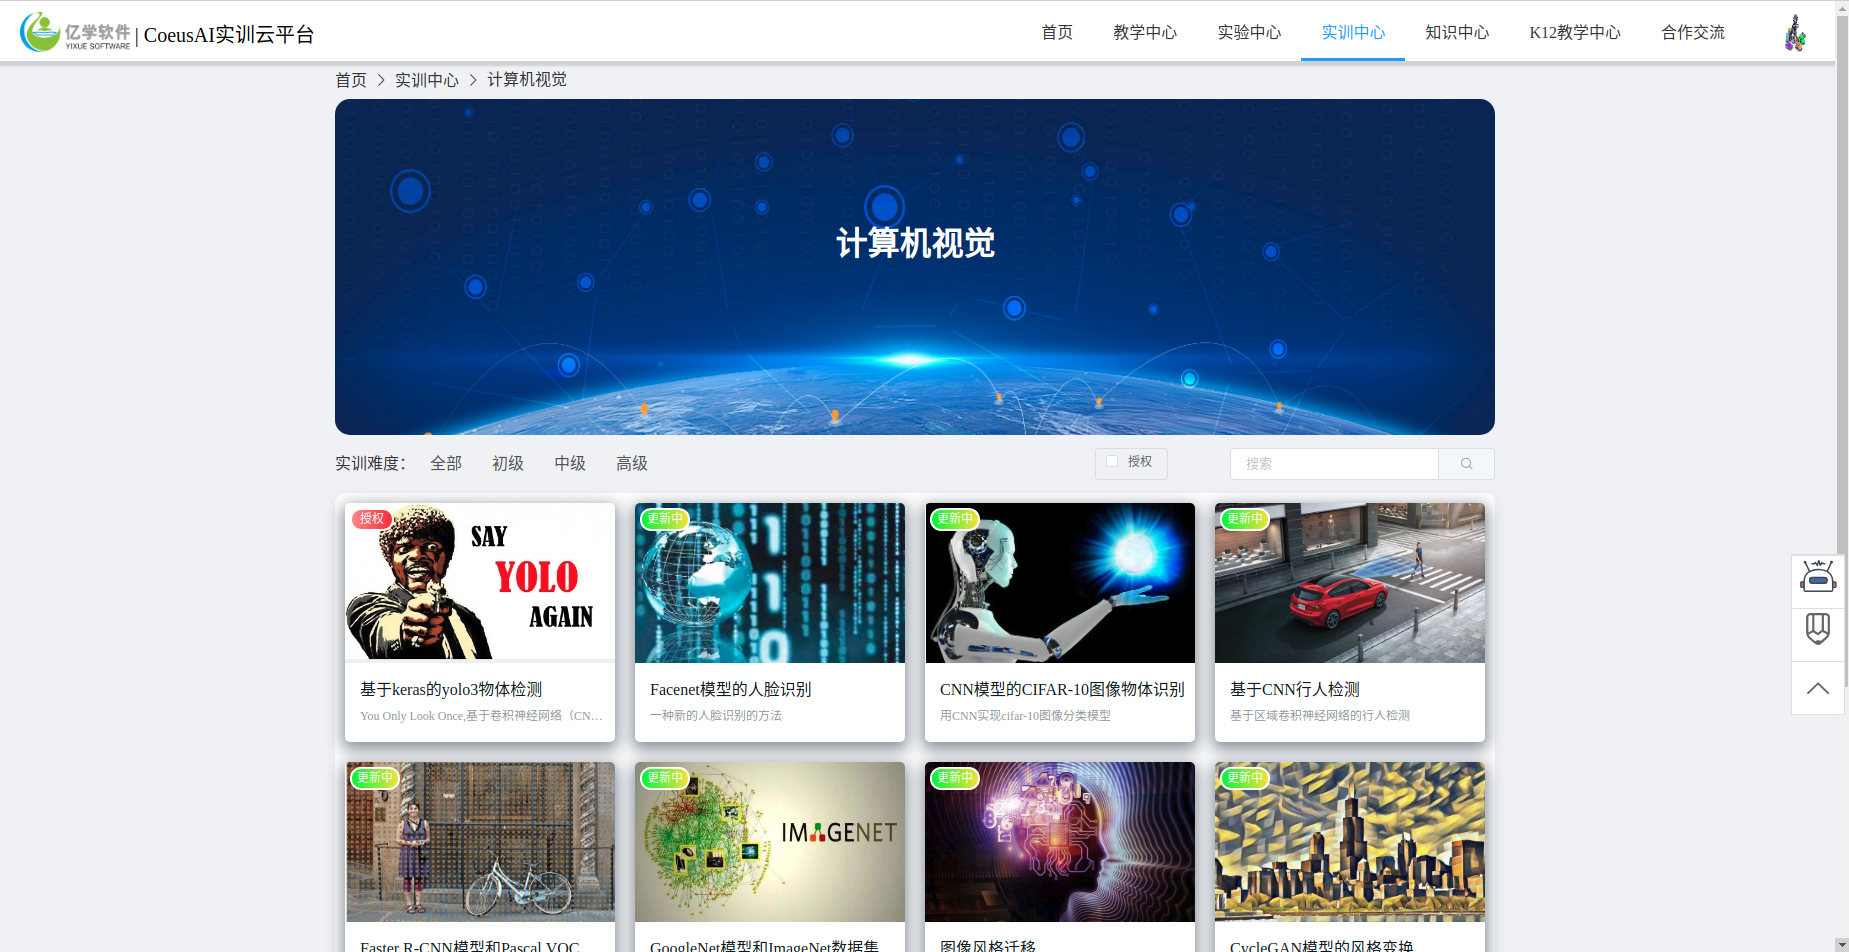 亿学软件
YIXUE SOFTWARE
| CoeusAI实训云平台
首页 教学中心 实验中心 实训中心 知识中心 K12教学中心 合作交流
首页 > 实训中心 > 计算机视觉
计算机视觉
实训难度： 全部 初级 中级 高级 授权 搜索
授权 更新中 更新中 更新中
SAY
YOLO
AGAIN
基于keras的yolo3物体检测 Facenet模型的人脸识别 CNN模型的CIFAR-10图像物体识别 基于CNN行人检测
You Only Look Once,基于卷积神经网络（CN… 一种新的人脸识别的方法 用CNN实现cifar-10图像分类模型 基于区域卷积神经网络的行人检测
更新中 更新中 更新中 更新中
IMAGENET
Faster R-CNN模型和Pascal VOC GoogleNet模型和ImageNet数据集 图像风格迁移 CycleGAN模型的风格变换